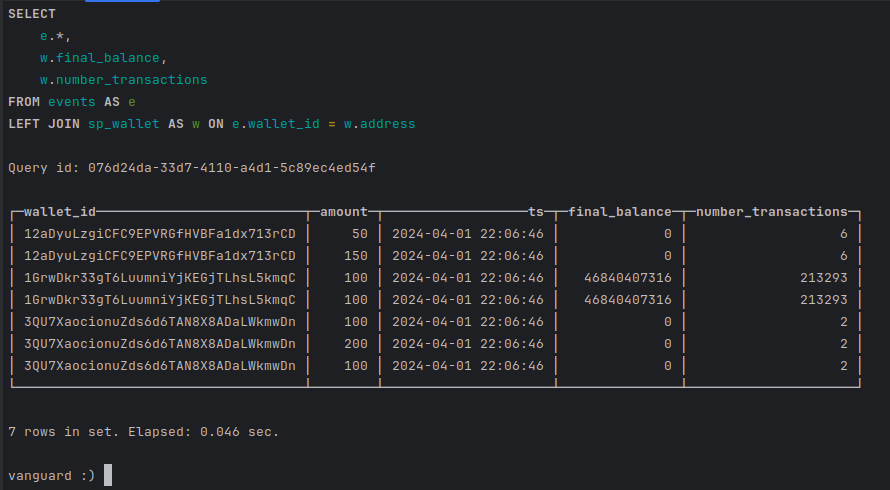 SELECT
    e.*,
    w.final_balance,
    w.number_transactions
FROM events AS e
LEFT JOIN sp_wallet AS w ON e.wallet_id = w.address
Query id: 076d24da-33d7-4110-a4d1-5c89ec4ed54f
┌─wallet_id──────────────────────────┬─amount─┬──────────────────ts─┬─final_balance─┬─number_transactions─┐
│ 12aDyuLzgiCFC9EPVRGfHVBFa1dx713rCD │     50 │ 2024-04-01 22:06:46 │             0 │                   6 │
│ 12aDyuLzgiCFC9EPVRGfHVBFa1dx713rCD │    150 │ 2024-04-01 22:06:46 │             0 │                   6 │
│ 1GrwDkr33gT6LuumniYjKEGjTLhsL5kmqC │    100 │ 2024-04-01 22:06:46 │   46840407316 │              213293 │
│ 1GrwDkr33gT6LuumniYjKEGjTLhsL5kmqC │    100 │ 2024-04-01 22:06:46 │   46840407316 │              213293 │
│ 3QU7XaocionuZds6d6TAN8X8ADaLWkmwDn │    100 │ 2024-04-01 22:06:46 │             0 │                   2 │
│ 3QU7XaocionuZds6d6TAN8X8ADaLWkmwDn │    200 │ 2024-04-01 22:06:46 │             0 │                   2 │
│ 3QU7XaocionuZds6d6TAN8X8ADaLWkmwDn │    100 │ 2024-04-01 22:06:46 │             0 │                   2 │
└────────────────────────────────────┴────────┴─────────────────────┴───────────────┴─────────────────────┘
7 rows in set. Elapsed: 0.046 sec.
vanguard :)